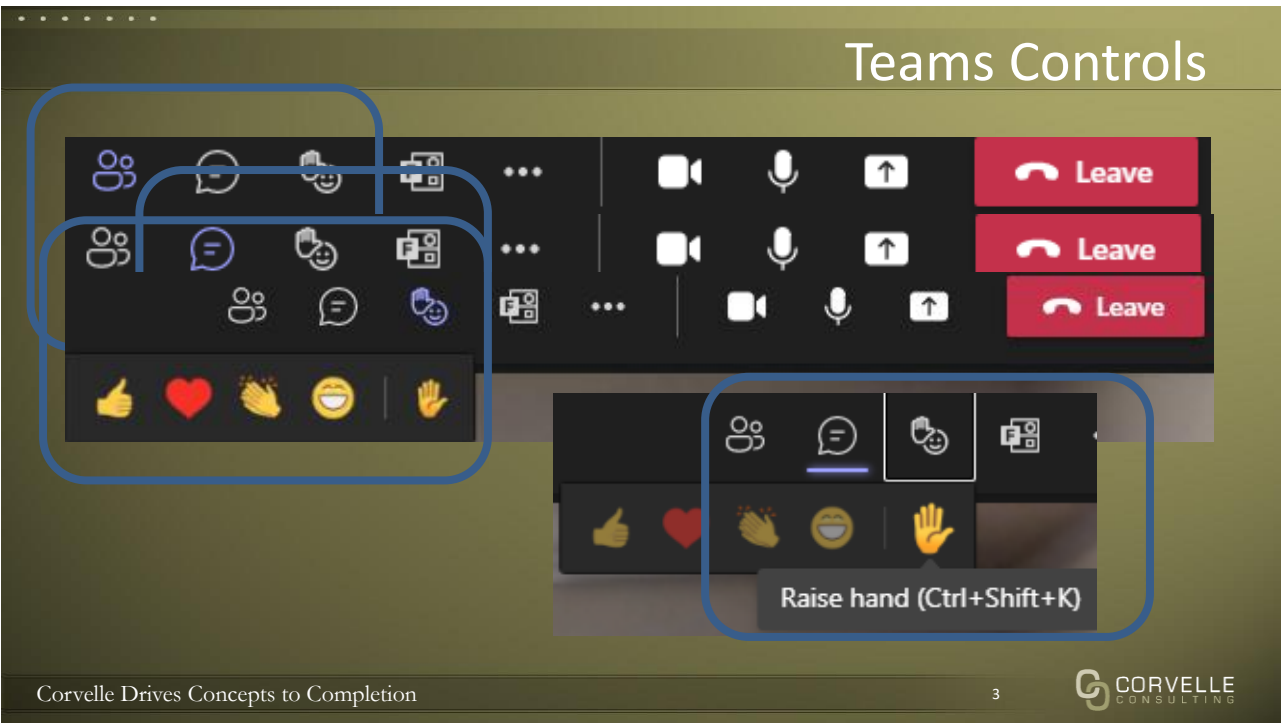 Teams Controls
Leave
Leave
Leave
Raise hand (Ctrl+Shift+K)
Corvelle Drives Concepts to Completion
3
CORVELLE
CONSULTING